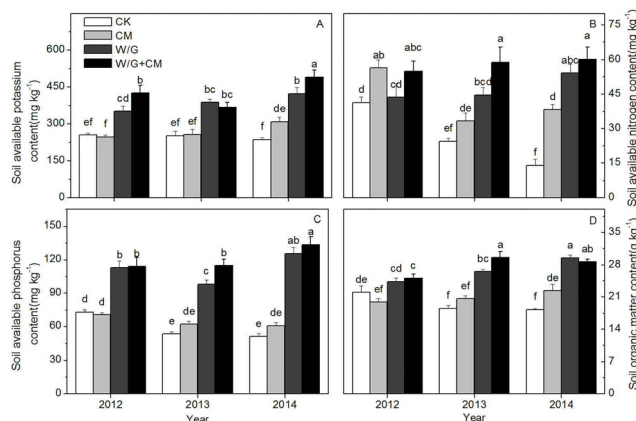 CK
CM
W/G
W/G+CM
A
Soil available potassium
content(mg kg-1)
600
450
300
150
0
ef ef cd b
ef ef bc bc
f de b a
B
Soil available nitrogen content(mg kg-1)
75
60
45
30
15
0
d ab cd abc
ef de bcd a
f d abc a
C
Soil available phosphorus
content(mg kg-1)
150
120
90
60
30
0
d d b b
e de c b
e de ab a
2012 2013 2014
Year
D
Soil organic matter content(g kg-1)
35
28
21
14
7
0
de ef cd c
f ef bc a
f de a ab
2012 2013 2014
Year